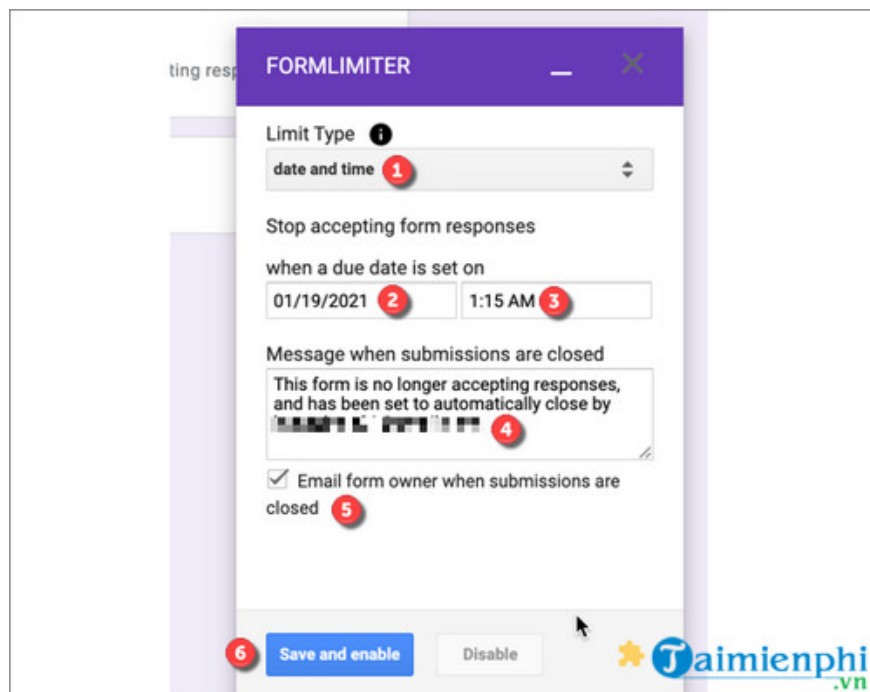 ting resp
FORMLIMITER
Limit Type
date and time 1
Stop accepting form responses
when a due date is set on
01/19/2021 2 1:15 AM 3
Message when submissions are closed
This form is no longer accepting responses,
and has been set to automatically close by
4
Email form owner when submissions are
closed 5
6 Save and enable Disable
Taimienphi
.vn